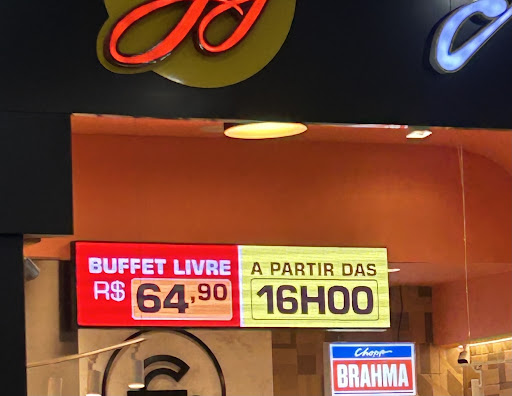 BUFFET LIVRE
R$ 64,90
A PARTIR DAS
16H00
Chopp
BRAHMA